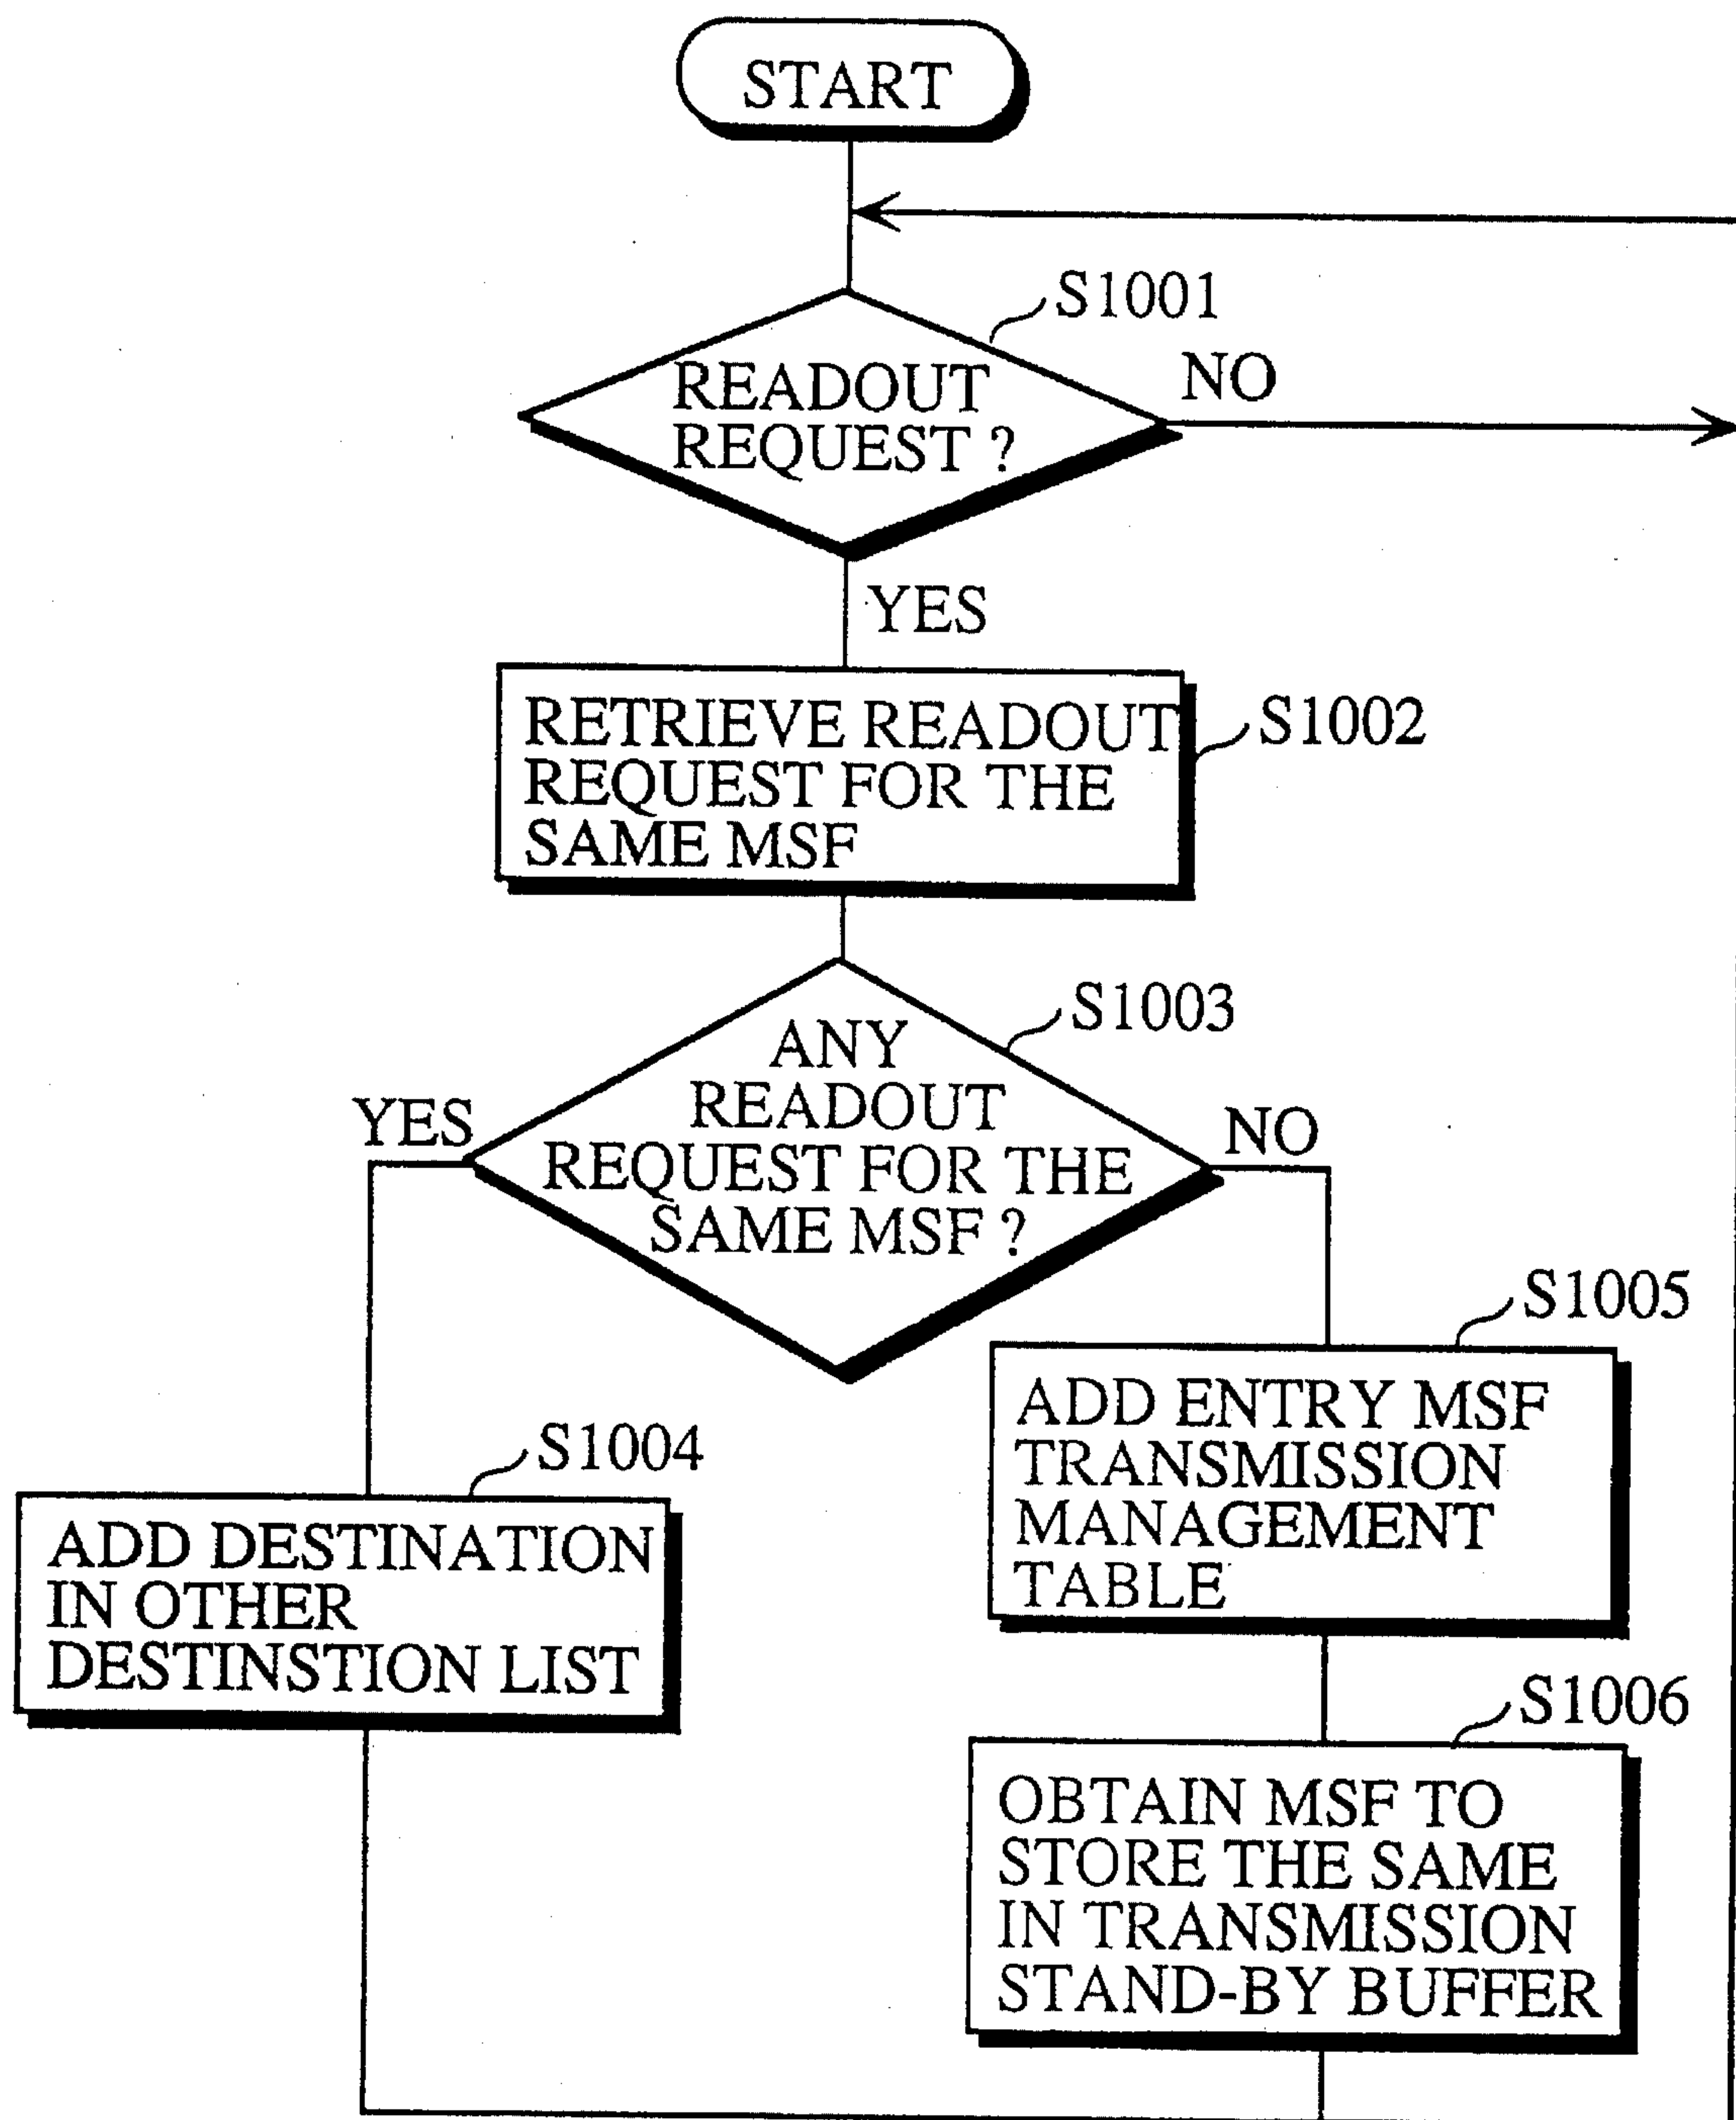 START
S1001
READOUT
REQUEST ?
NO
YES
RETRIEVE READOUT
REQUEST FOR THE
SAME MSF
S1002
S1003
ANY
READOUT
REQUEST FOR THE
SAME MSF ?
YES
NO
S1005
ADD ENTRY MSF
TRANSMISSION
MANAGEMENT
TABLE
S1004
ADD DESTINATION
IN OTHER
DESTINSTION LIST
S1006
OBTAIN MSF TO
STORE THE SAME
IN TRANSMISSION
STAND-BY BUFFER